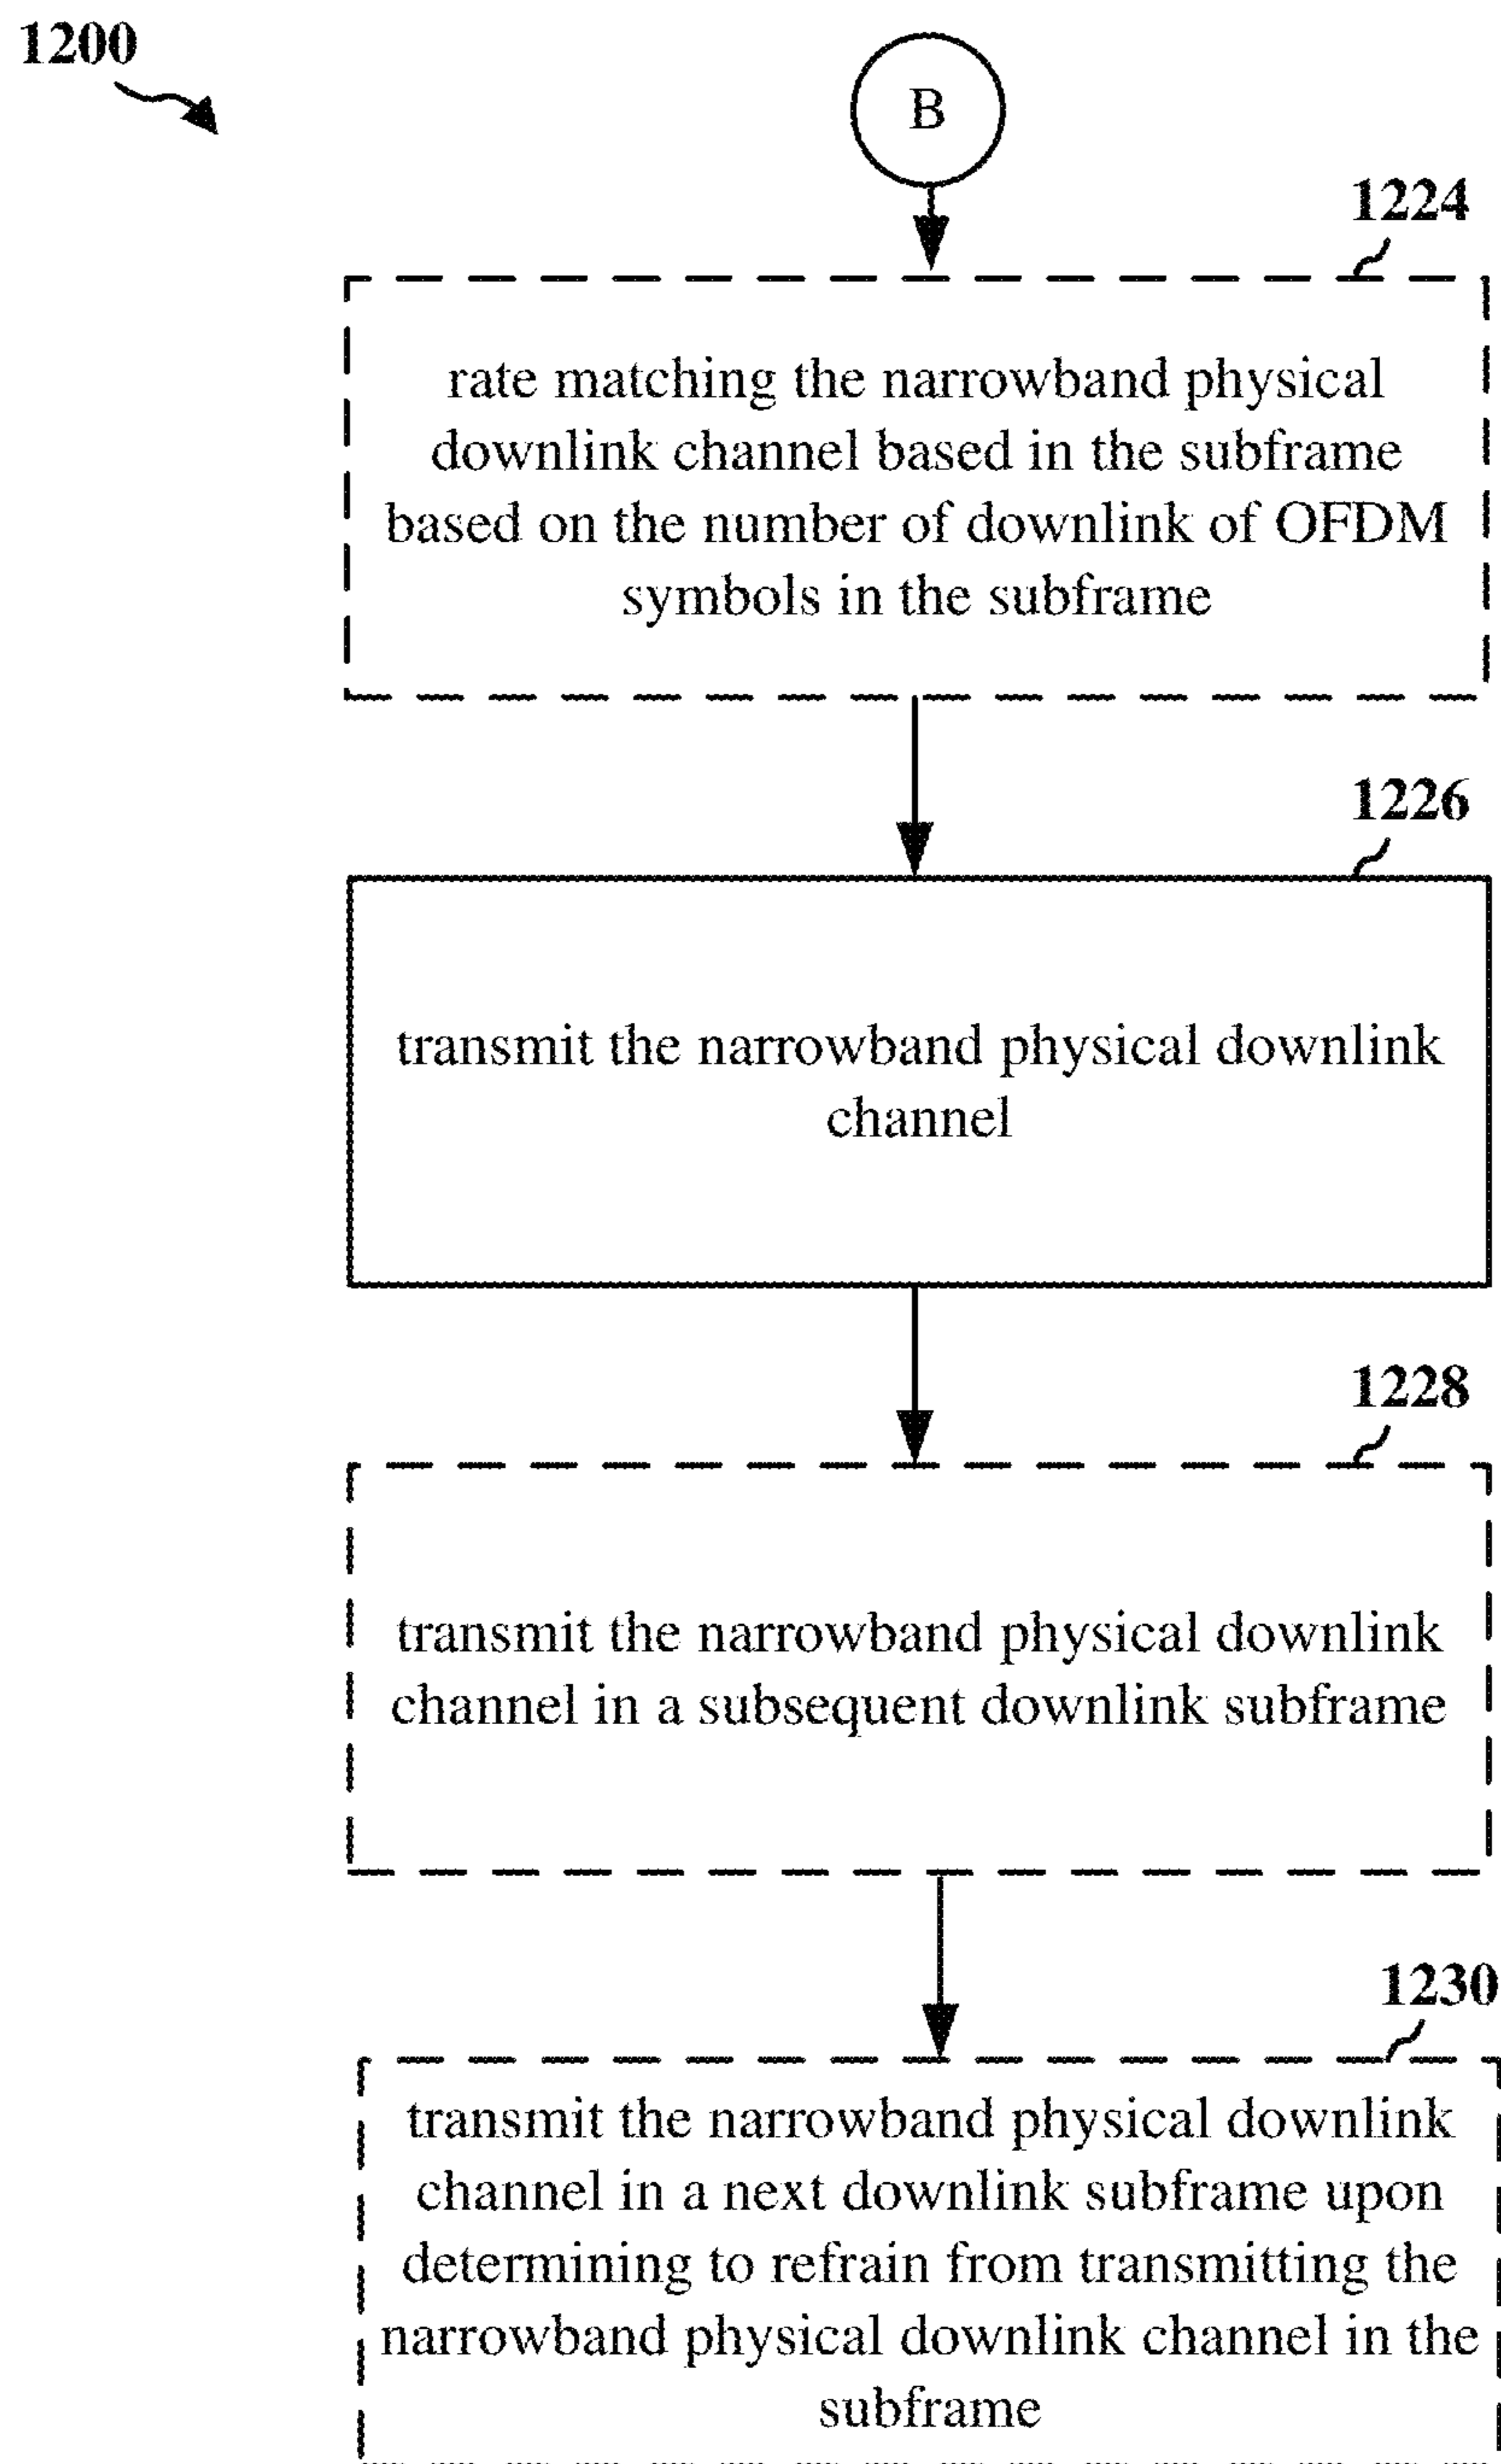 1200
B
1224
rate matching the narrowband physical
downlink channel based in the subframe
based on the number of downlink of OFDM
symbols in the subframe
1226
transmit the narrowband physical downlink
channel
1228
transmit the narrowband physical downlink
channel in a subsequent downlink subframe
1230
transmit the narrowband physical downlink
channel in a next downlink subframe upon
determining to refrain from transmitting the
narrowband physical downlink channel in the
subframe